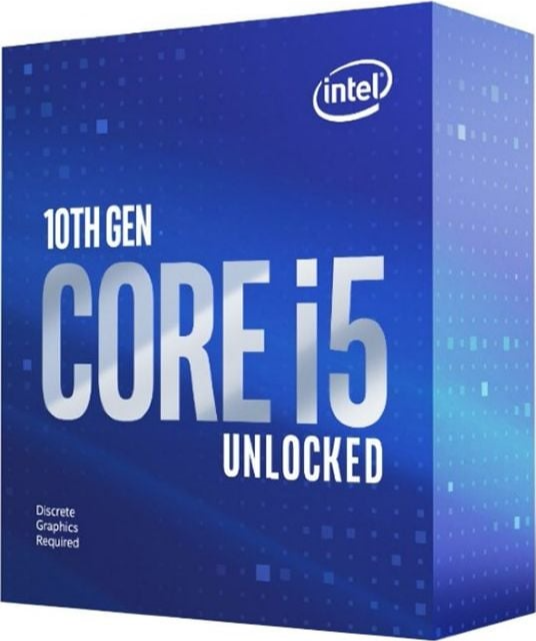 intel
10TH GEN
CORE i5
UNLOCKED
Discrete
Graphics
Required